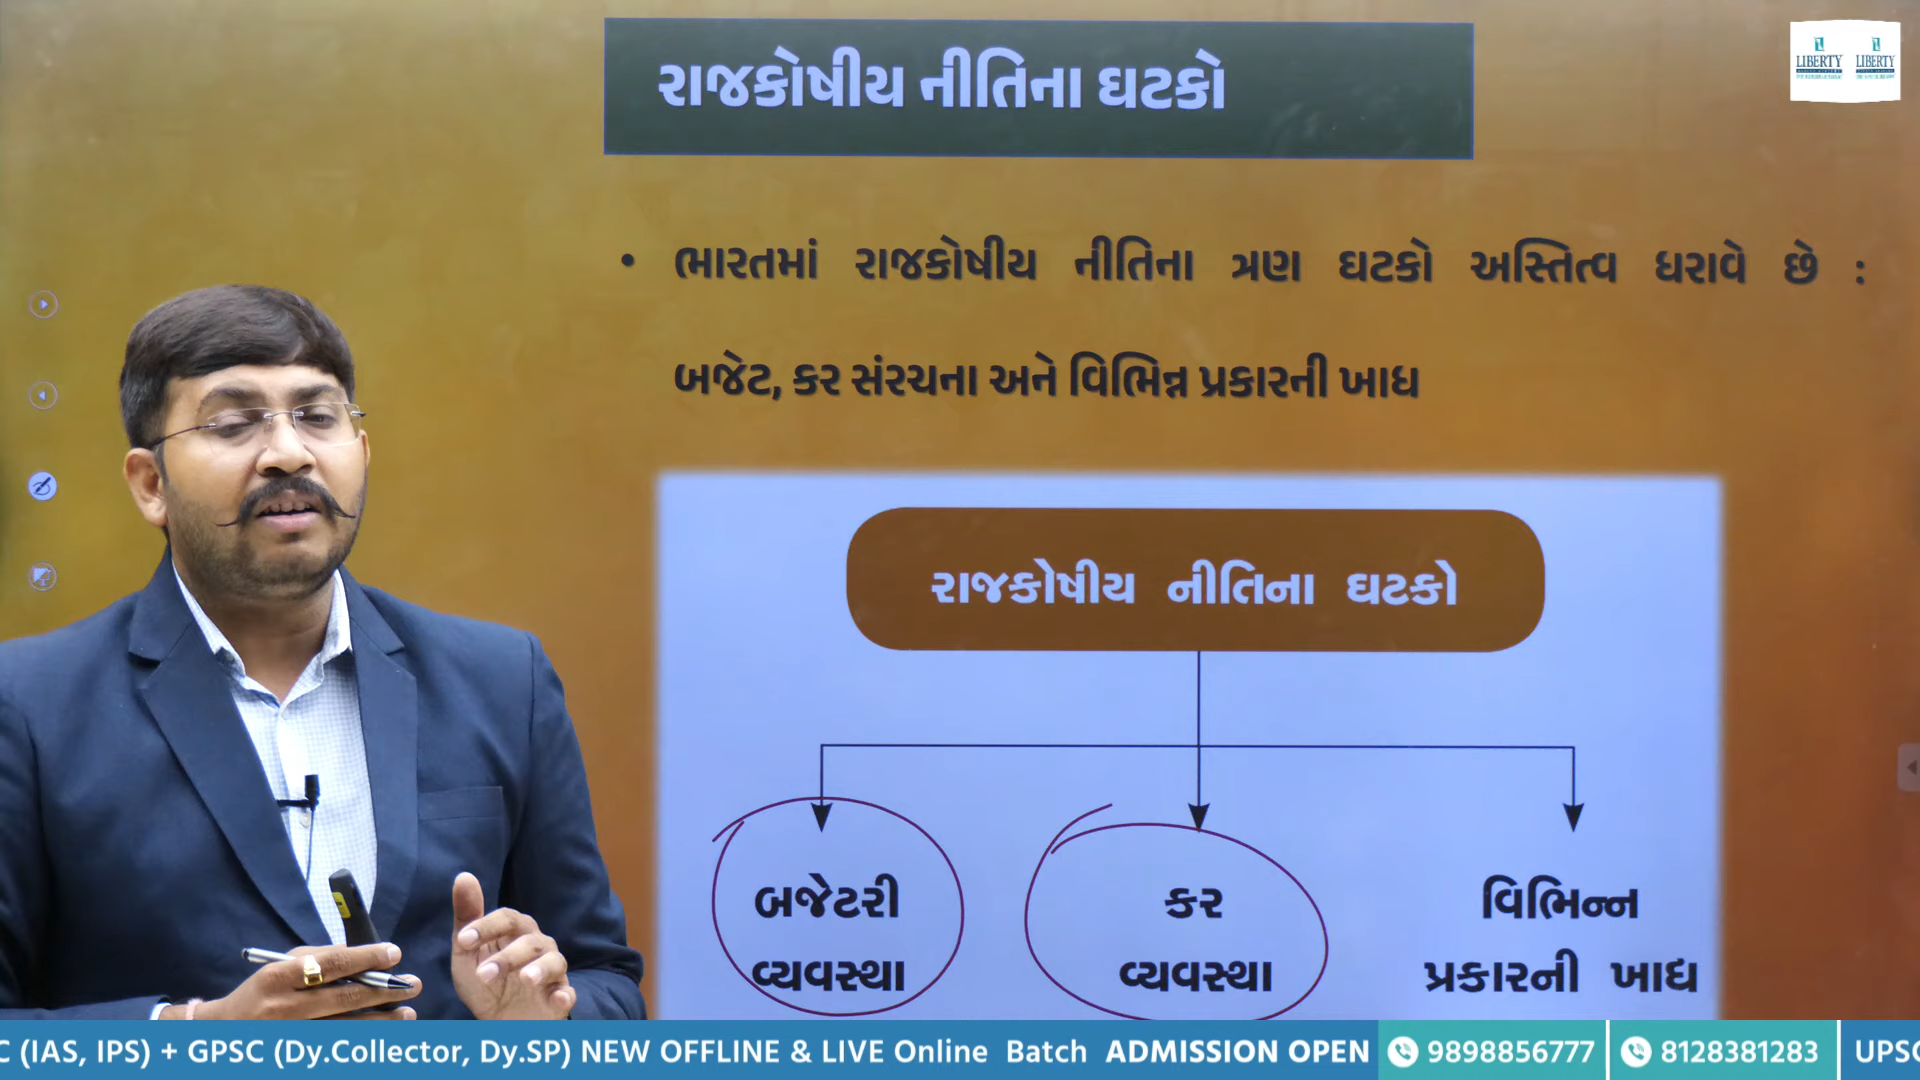 રાજકોષીય નીતિના ઘટકો
LIBERTY LIBERTY
• ભારતમાં રાજકોષીય નીતિના ત્રણ ઘટકો અસ્તિત્વ ધરાવે છે :
બજેટ, કર સંરચના અને વિભિન્ન પ્રકારની ખાધ
રાજકોષીય નીતિના ઘટકો
બજેટરી
વ્યવસ્થા
કર
વ્યવસ્થા
વિભિન્ન
પ્રકારની ખાધ
C (IAS, IPS) + GPSC (Dy.Collector, Dy.SP) NEW OFFLINE & LIVE Online Batch ADMISSION OPEN 9898856777 8128381283 UPSC